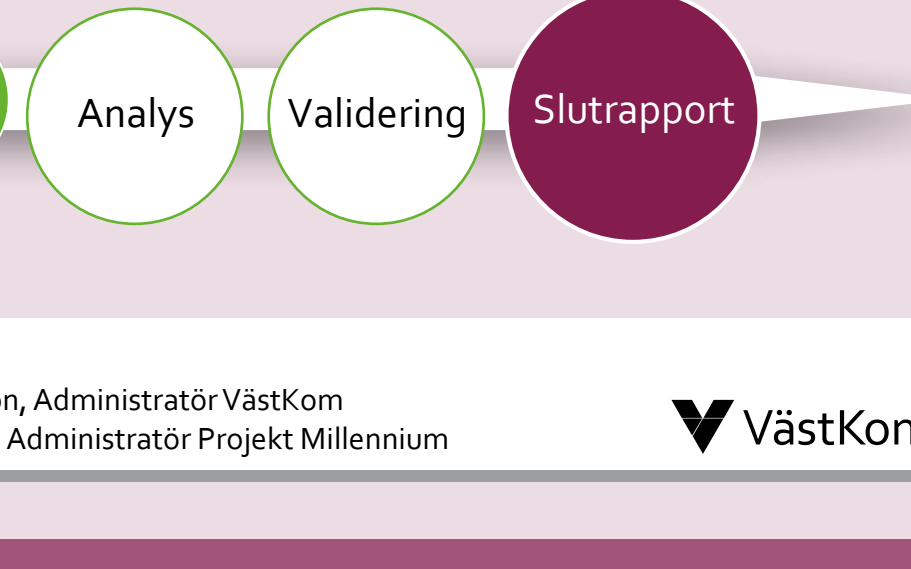 Analys
Validering
Slutrapport
Administratör VästKom
Administratör Projekt Millennium